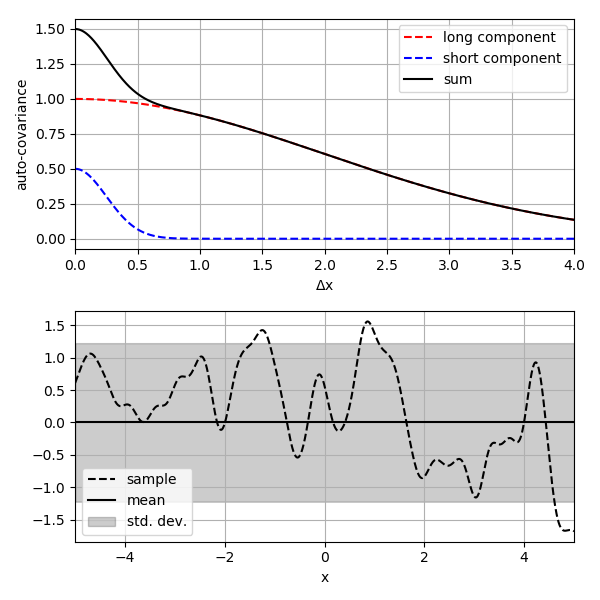 1.50
1.25
1.00
0.75
0.50
0.25
0.00
auto-covariance
long component
short component
sum
0.0 0.5 1.0 1.5 2.0 2.5 3.0 3.5 4.0
Δx
1.5
1.0
0.5
0.0
−0.5
−1.0
−1.5
sample
mean
std. dev.
−4 −2 0 2 4
x